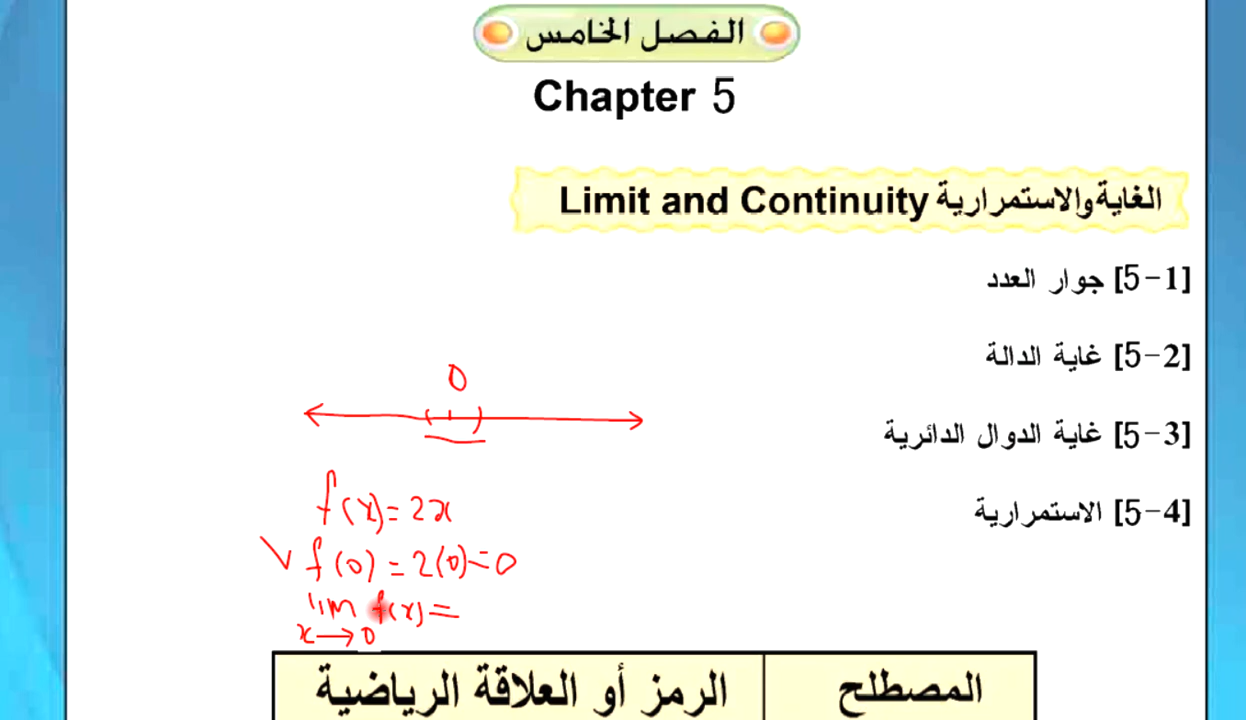 الفصل الخامس
Chapter 5
الغاية والاستمرارية Limit and Continuity
[5-1] جوار العدد
[5-2] غاية الدالة
[5-3] غاية الدوال الدائرية
[5-4] الاستمرارية
0
f(x)=2x
f(0)=2(0)=0
lim f(x)=
x→0
المصطلح
الرمز أو العلاقة الرياضية